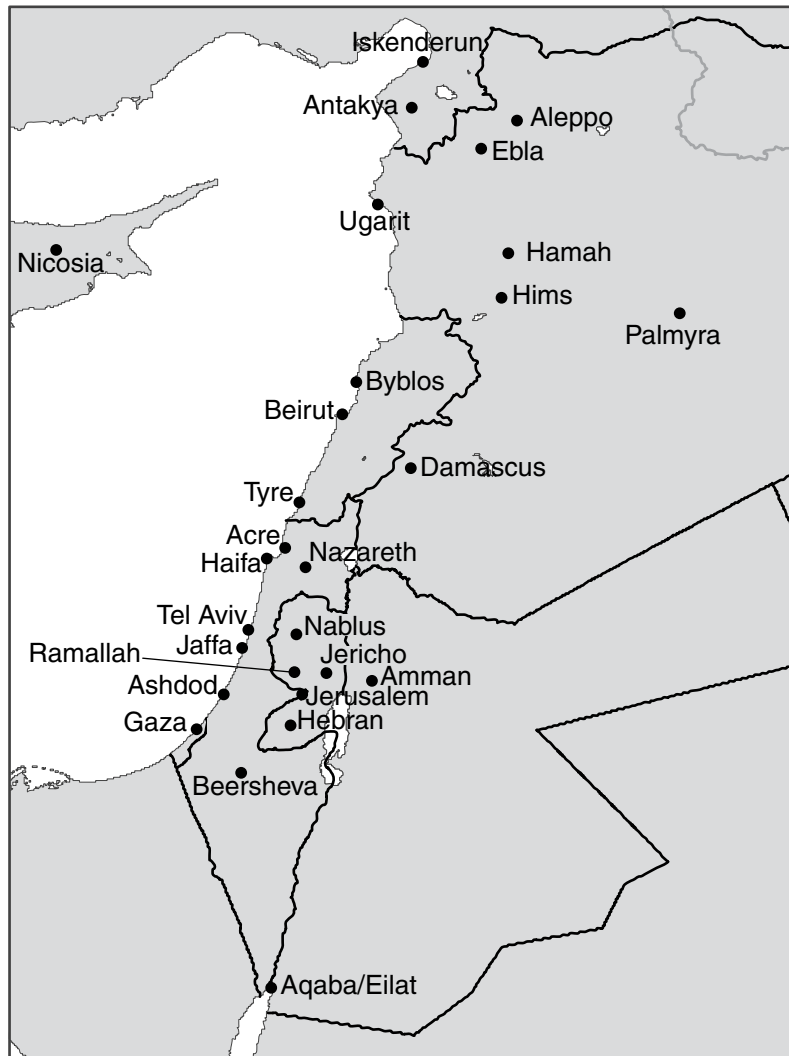 Iskenderun
Antakya
Aleppo
Ebla
Ugarit
Nicosia
Hamah
Hims
Palmyra
Byblos
Beirut
Damascus
Tyre
Acre
Haifa
Nazareth
Tel Aviv
Nablus
Jaffa
Ramallah
Jericho
Amman
Ashdod
Jerusalem
Gaza
Hebran
Beersheva
Aqaba/Eilat